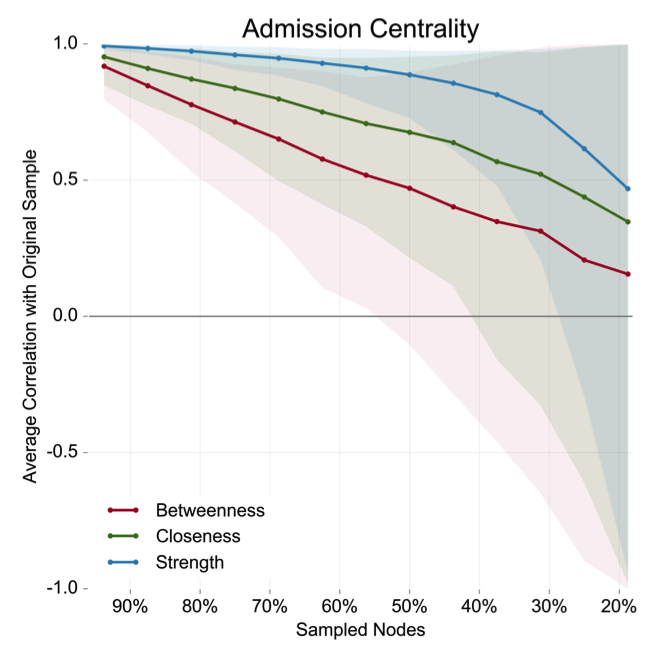 Admission Centrality
Average Correlation with Original Sample
1.0
0.5
0.0
-0.5
-1.0
Betweenness
Closeness
Strength
90% 80% 70% 60% 50% 40% 30% 20%
Sampled Nodes